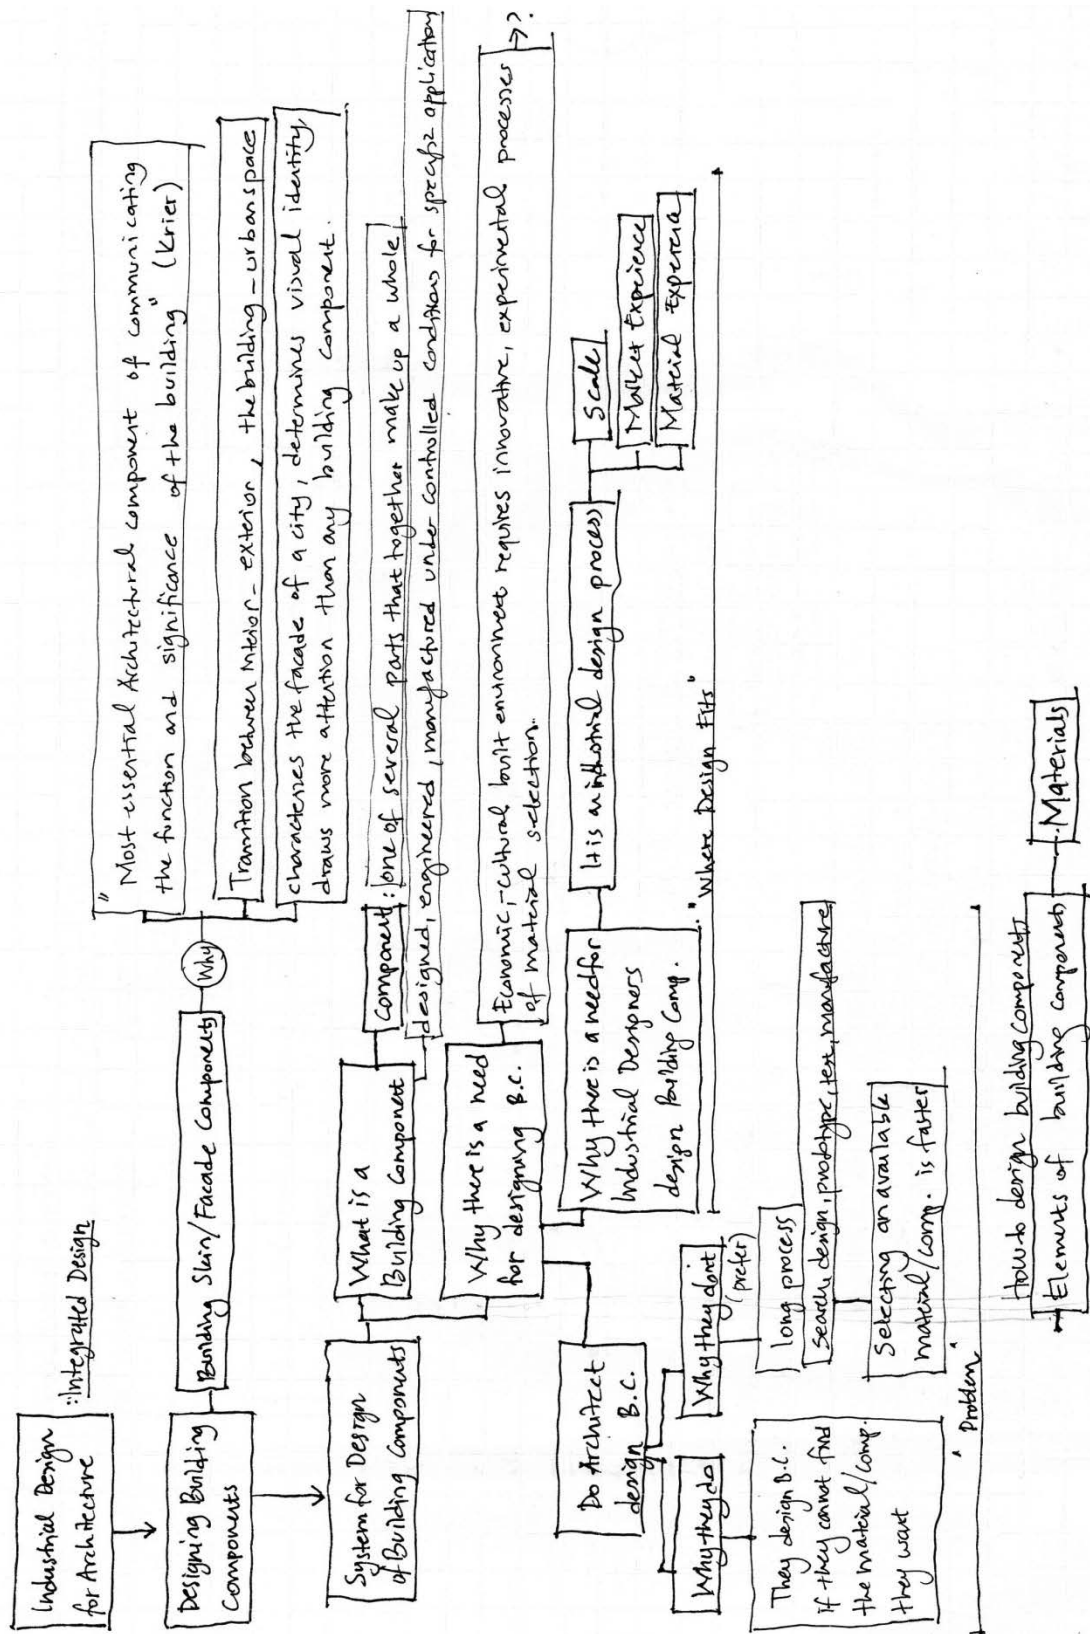 Industrial Design
for Architecture
:Integrated Design
Designing Building
Components
Building Skin/Facade Components
Why
" Most essential Architectural component of communicating
the function and significance of the building" (Krier)
Transition between interior-exterior, the building-urban space
characterizes the facade of a city, determines visual identity,
draws more attention than any building component.
System for Design
of Building Components
What is a
Building Component
Component: one of several parts that together make up a whole
designed, engineered, manufactured under controlled conditions for specific application
Why there is a need
for designing B.C.
Economic,-cultural built environment requires innovative, experimental processes →?.
of material selection.
Why there is a need for
Industrial Designers
design Building Comp.
It is a industrial design process
Scale
Market Experience
Material Experience
"Where Design Fits"
Do Architect
design B.C.
Why they do
They design B.C.
if they cannot find
the material/comp.
they want
Why they don't
(prefer)
long process
Search, design, prototype, test, manufacture
Selecting an available
material/comp. is faster
"Problem"
How to design building components
Elements of building components
Materials